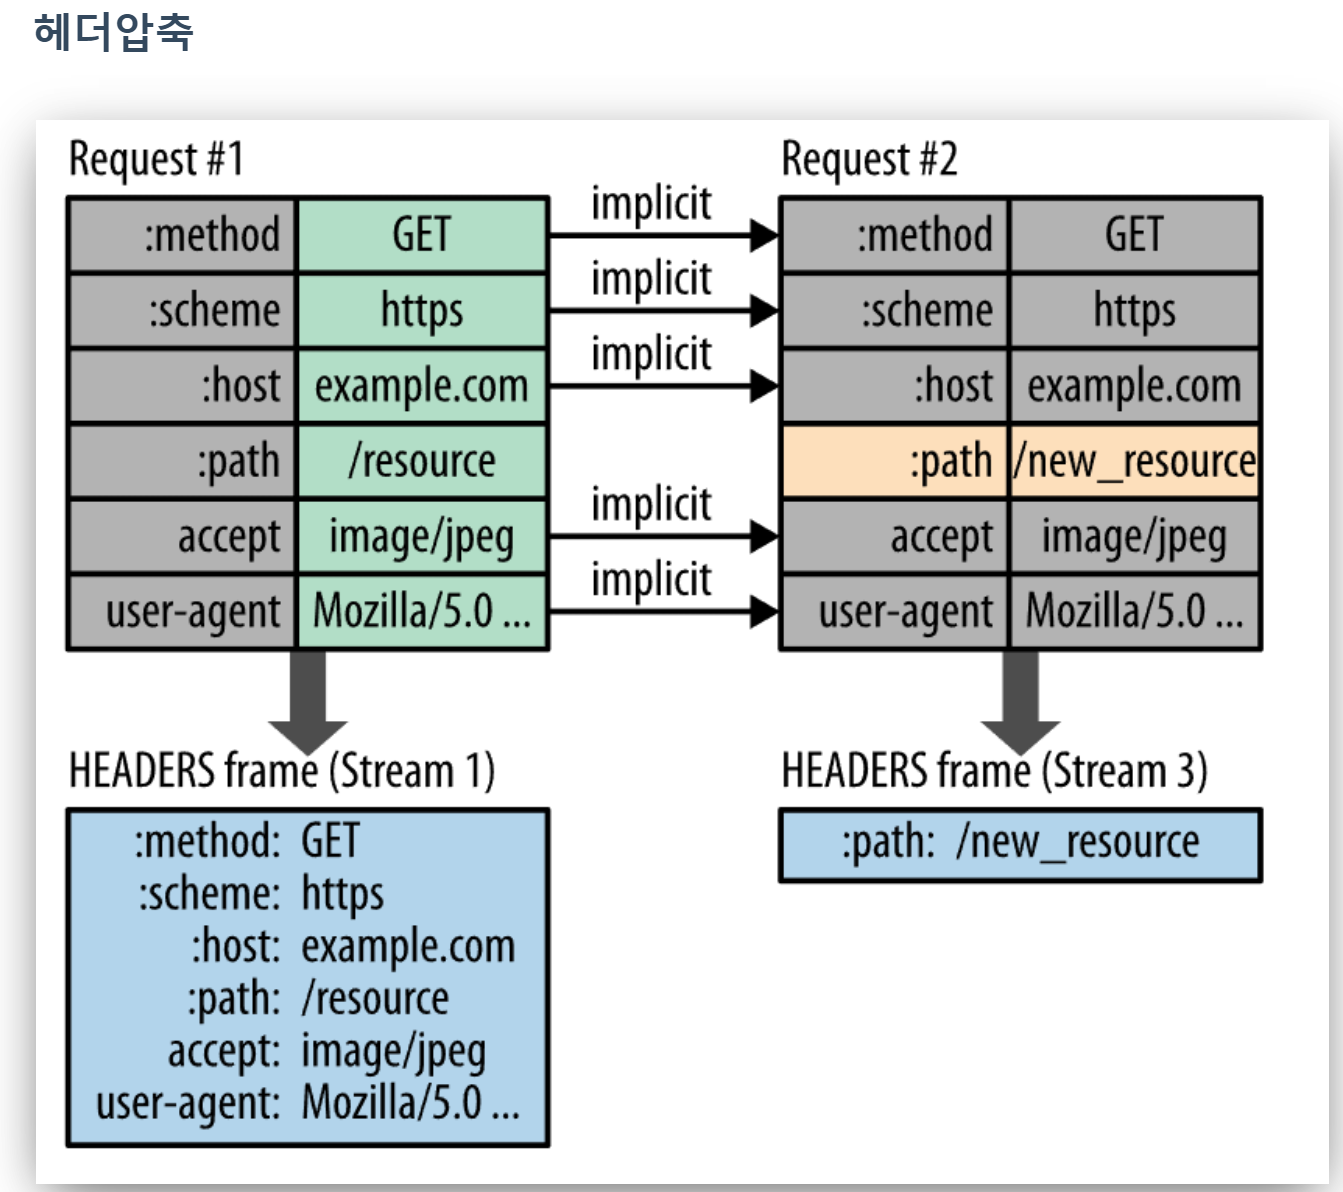 헤더압축
Request #1
:method GET
:scheme https
:host example.com
:path /resource
accept image/jpeg
user-agent Mozilla/5.0 ...
implicit
implicit
implicit
implicit
implicit
Request #2
:method GET
:scheme https
:host example.com
:path /new_resource
accept image/jpeg
user-agent Mozilla/5.0 ...
HEADERS frame (Stream 1)
:method: GET
:scheme: https
:host: example.com
:path: /resource
accept: image/jpeg
user-agent: Mozilla/5.0 ...
HEADERS frame (Stream 3)
:path: /new_resource